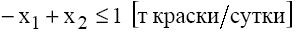 −x₁ + x₂ ≤ 1 [т краски/сутки]